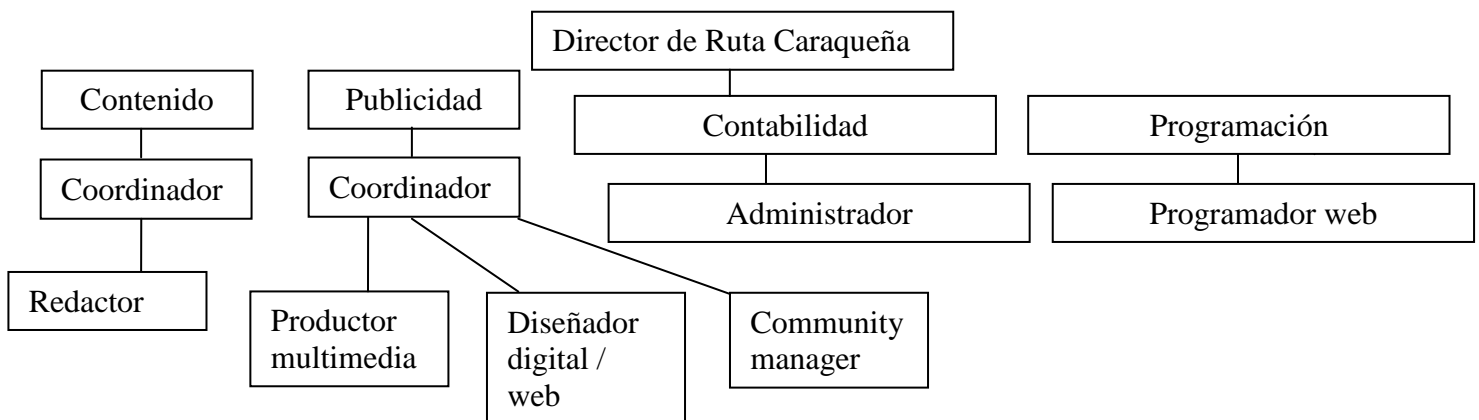 Director de Ruta Caraqueña
Contenido
Publicidad
Contabilidad
Programación
Coordinador
Coordinador
Administrador
Programador web
Redactor
Productor
multimedia
Diseñador
digital /
web
Community
manager